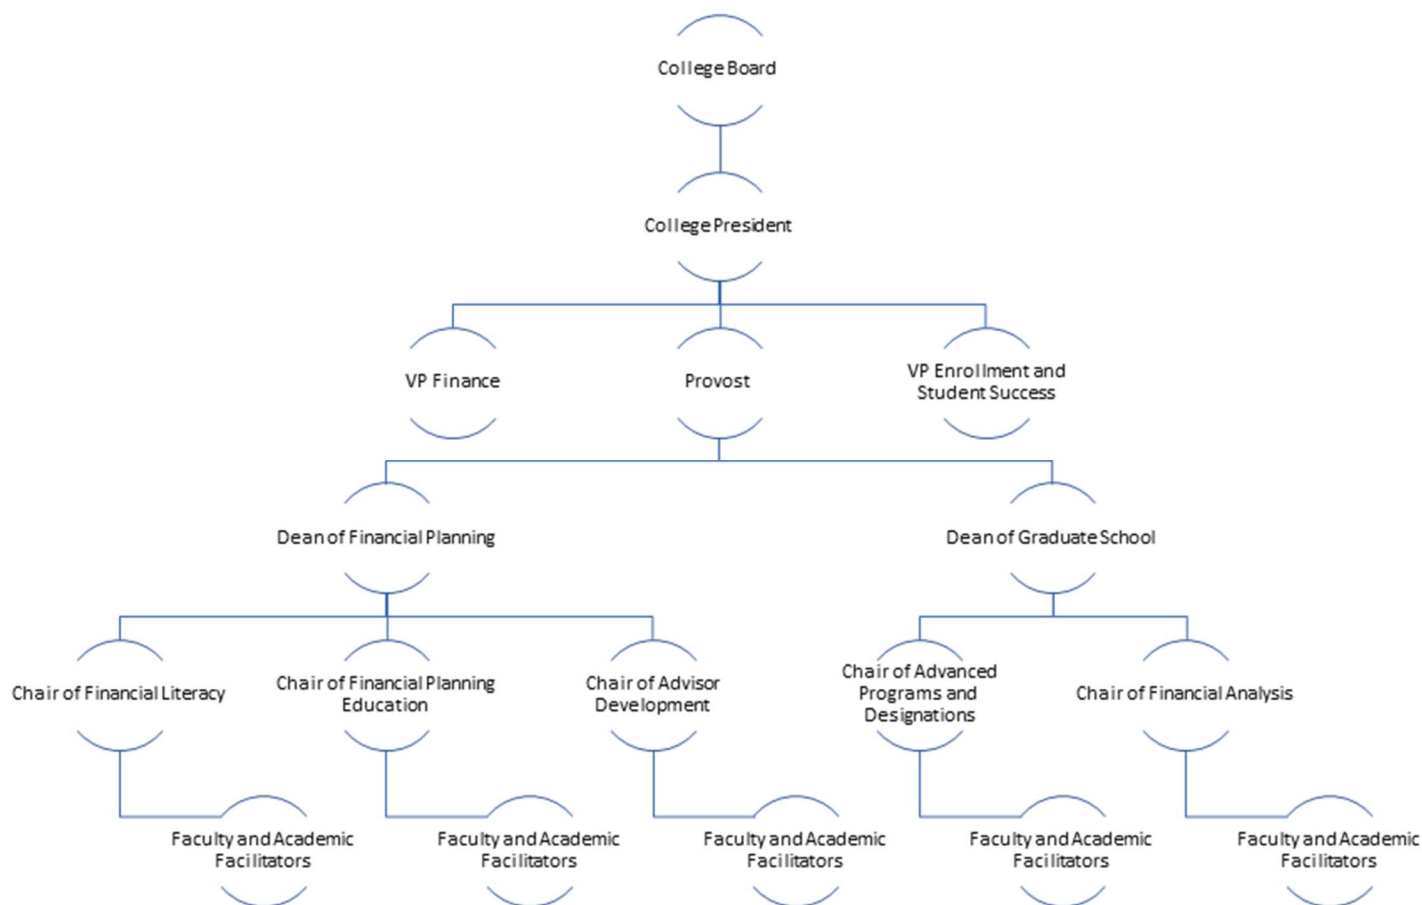 College Board
College President
VP Finance
Provost
VP Enrollment and
Student Success
Dean of Financial Planning
Dean of Graduate School
Chair of Financial Literacy
Chair of Financial Planning
Education
Chair of Advisor
Development
Chair of Advanced
Programs and
Designations
Chair of Financial Analysis
Faculty and Academic
Facilitators
Faculty and Academic
Facilitators
Faculty and Academic
Facilitators
Faculty and Academic
Facilitators
Faculty and Academic
Facilitators